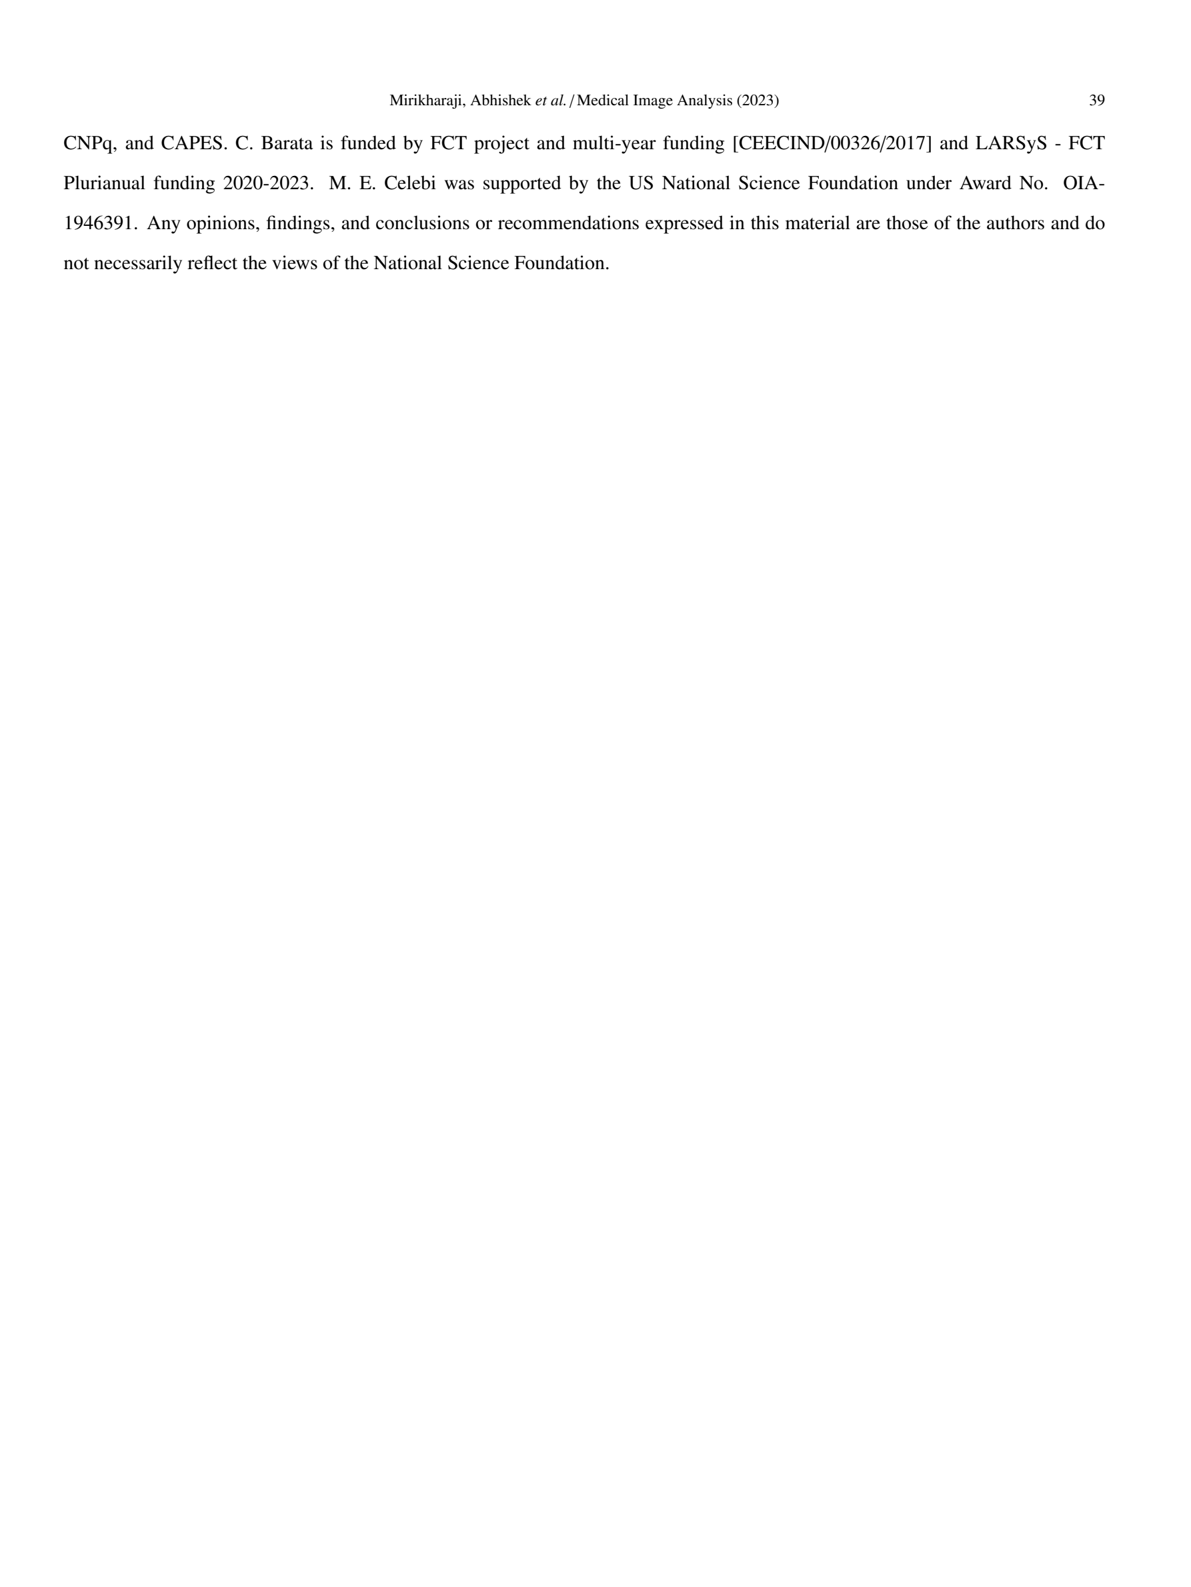 Mirikharaji, Abhishek et al. / Medical Image Analysis (2023) 39
CNPq, and CAPES. C. Barata is funded by FCT project and multi-year funding [CEECIND/00326/2017] and LARSyS - FCT
Plurianual funding 2020-2023. M. E. Celebi was supported by the US National Science Foundation under Award No. OIA-
1946391. Any opinions, findings, and conclusions or recommendations expressed in this material are those of the authors and do
not necessarily reflect the views of the National Science Foundation.